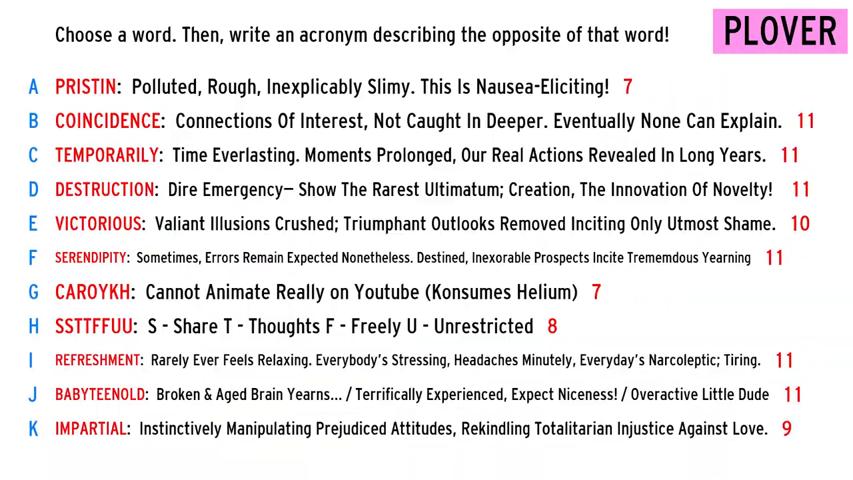 Choose a word. Then, write an acronym describing the opposite of that word!
PLOVER
A PRISTIN: Polluted, Rough, Inexplicably Slimy. This Is Nausea-Eliciting! 7
B COINCIDENCE: Connections Of Interest, Not Caught In Deeper. Eventually None Can Explain. 11
C TEMPORARILY: Time Everlasting. Moments Prolonged, Our Real Actions Revealed In Long Years. 11
D DESTRUCTION: Dire Emergency— Show The Rarest Ultimatum; Creation, The Innovation Of Novelty! 11
E VICTORIOUS: Valiant Illusions Crushed; Triumphant Outlooks Removed Inciting Only Utmost Shame. 10
F SERENDIPITY: Sometimes, Errors Remain Expected Nonetheless. Destined, Inexorable Prospects Incite Trememdous Yearning 11
G CAROYKH: Cannot Animate Really on Youtube (Konsumes Helium) 7
H SSTTFFUU: S - Share T - Thoughts F - Freely U - Unrestricted 8
I REFRESHMENT: Rarely Ever Feels Relaxing. Everybody's Stressing, Headaches Minutely, Everyday's Narcoleptic; Tiring. 11
J BABYTEENOLD: Broken & Aged Brain Yearns... / Terrifically Experienced, Expect Niceness! / Overactive Little Dude 11
K IMPARTIAL: Instinctively Manipulating Prejudiced Attitudes, Rekindling Totalitarian Injustice Against Love. 9